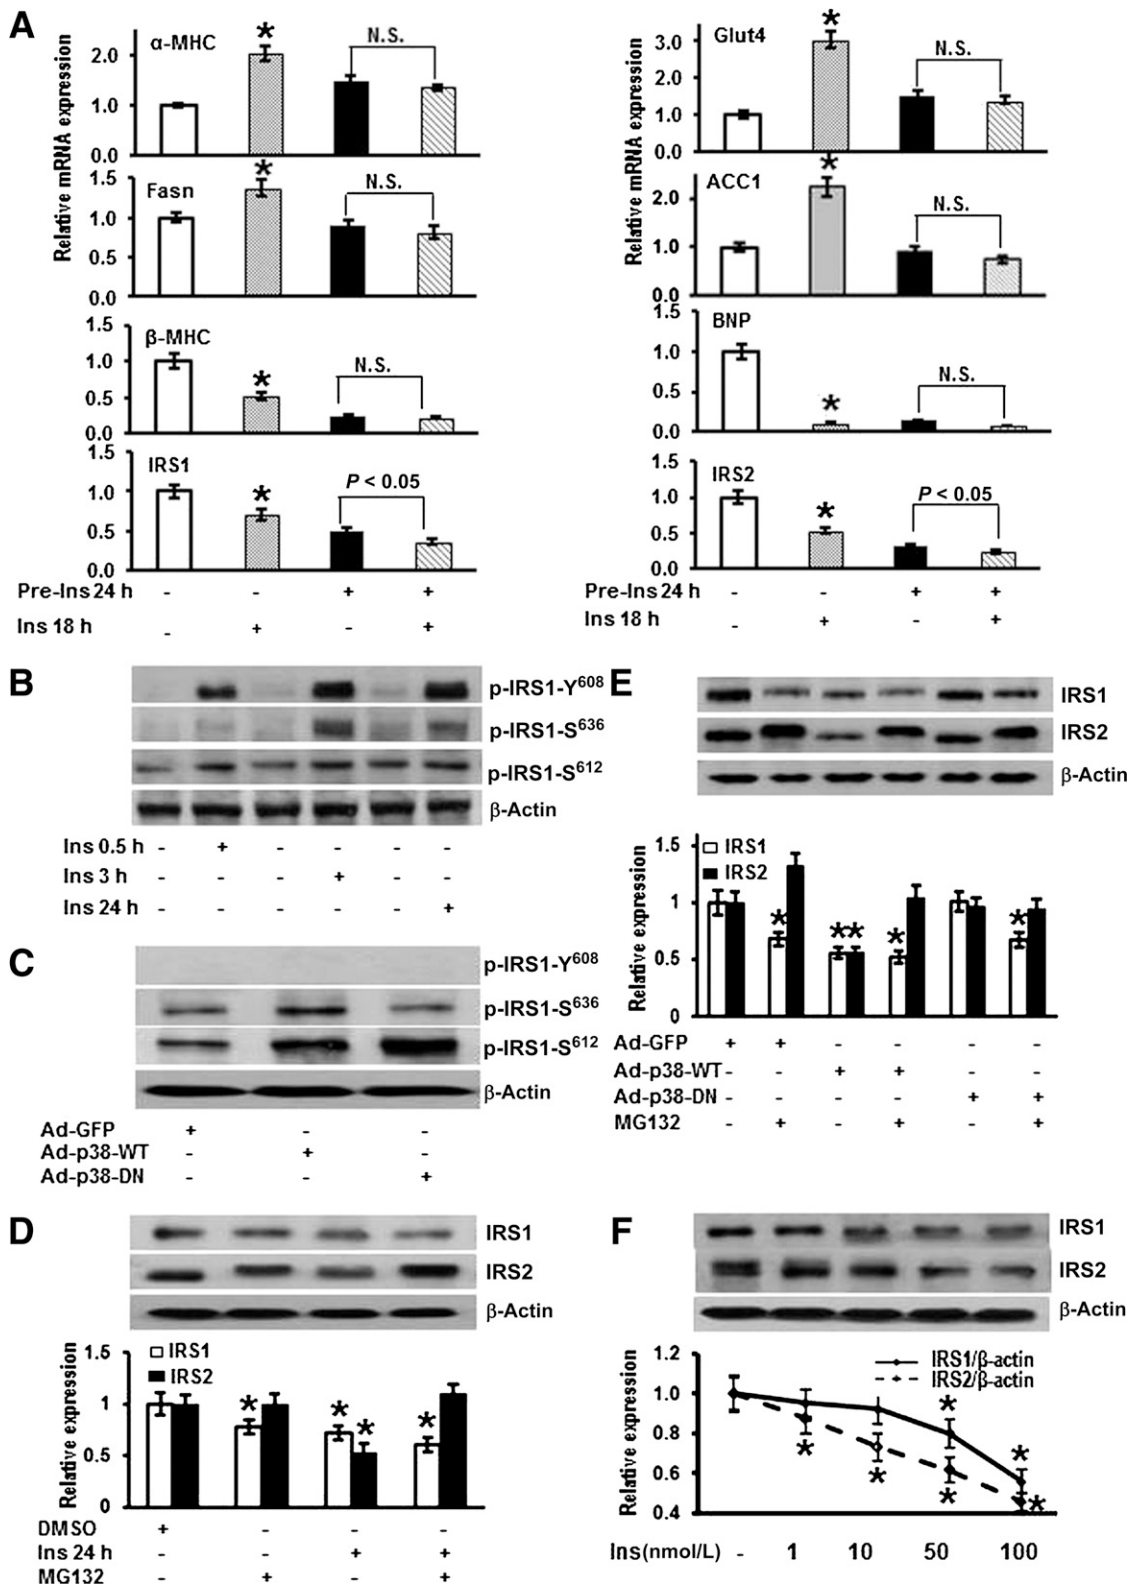 A
Relative mRNA expression
α-MHC
2.0
1.0
0.0
*
N.S.
Fasn
1.5
1.0
0.5
0.0
*
N.S.
β-MHC
1.5
1.0
0.5
0.0
*
N.S.
IRS1
1.5
1.0
0.5
0.0
*
P < 0.05
Pre-Ins 24 h - - + +
Ins 18 h - + - +
Relative mRNA expression
Relative mRNA expression
Glut4
3.0
2.0
1.0
0.0
*
N.S.
ACC1
2.0
1.0
0.0
*
N.S.
BNP
1.5
1.0
0.5
0.0
*
N.S.
IRS2
1.5
1.0
0.5
0.0
*
P < 0.05
Pre-Ins 24 h - - + +
Ins 18 h - + - +
B
p-IRS1-Y608
p-IRS1-S636
p-IRS1-S612
β-Actin
Ins 0.5 h - + - - - -
Ins 3 h - - - + - -
Ins 24 h - - - - - +
C
p-IRS1-Y608
p-IRS1-S636
p-IRS1-S612
β-Actin
Ad-GFP + - -
Ad-p38-WT - + -
Ad-p38-DN - - +
D
IRS1
IRS2
β-Actin
Relative expression
1.5
1
0.5
0
IRS1
IRS2
* * * *
DMSO + - - -
Ins 24 h - - + +
MG132 - + - +
E
IRS1
IRS2
β-Actin
Relative expression
1.5
1
0.5
0
IRS1
IRS2
* ** * *
Ad-GFP + + - - - -
Ad-p38-WT - - + + - -
Ad-p38-DN - - - - + +
MG132 - + - + - +
F
IRS1
IRS2
β-Actin
Relative expression
1.2
1.0
0.8
0.6
0.4
IRS1/β-actin
IRS2/β-actin
* *
* * * *
Ins(nmol/L) - 1 10 50 100